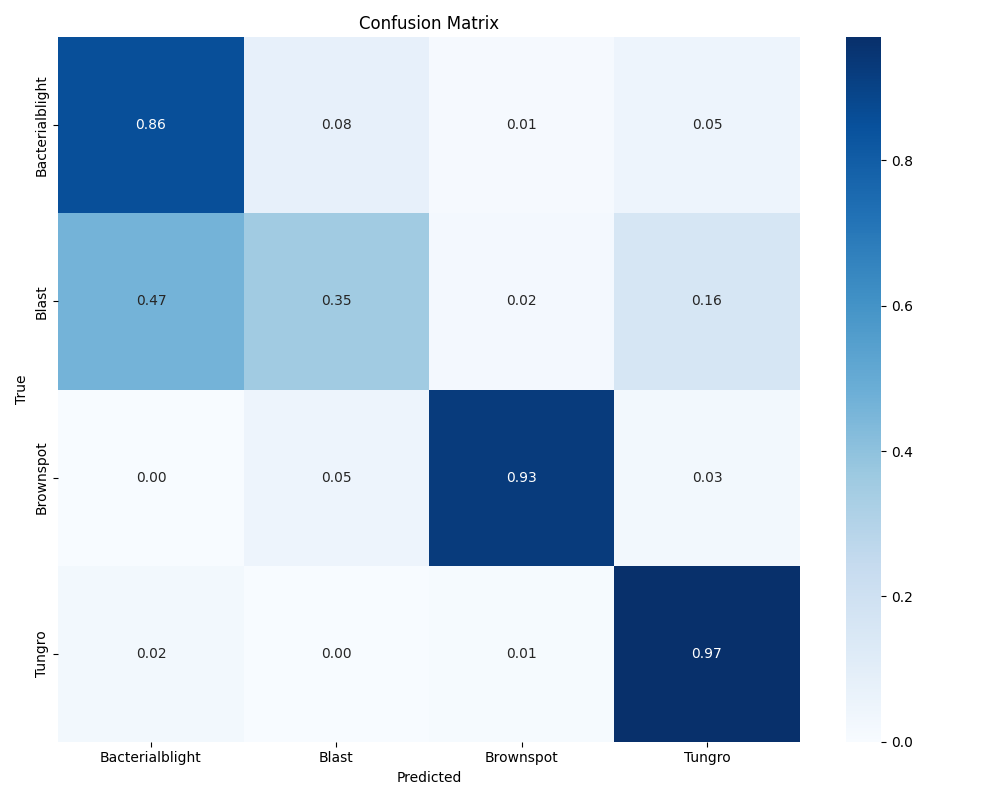 Confusion Matrix
True
Bacterialblight
0.86 0.08 0.01 0.05
Blast
0.47 0.35 0.02 0.16
Brownspot
0.00 0.05 0.93 0.03
Tungro
0.02 0.00 0.01 0.97
Bacterialblight Blast Brownspot Tungro
Predicted
0.8
0.6
0.4
0.2
0.0